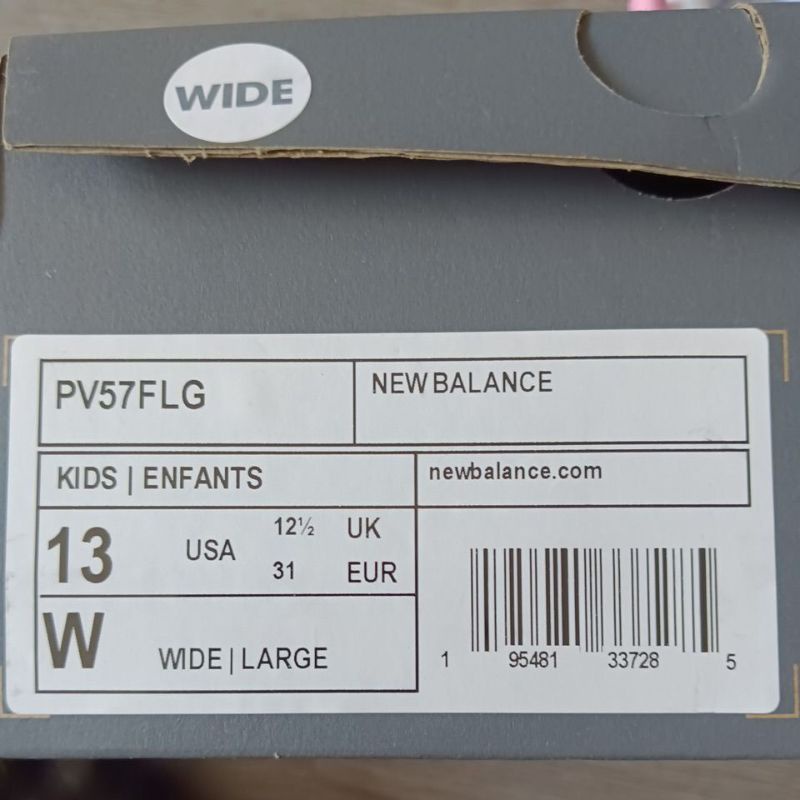 WIDE
PV57FLG
NEW BALANCE
KIDS | ENFANTS
newbalance.com
13 USA 12½ UK
31 EUR
W WIDE | LARGE
1 95481 33728 5